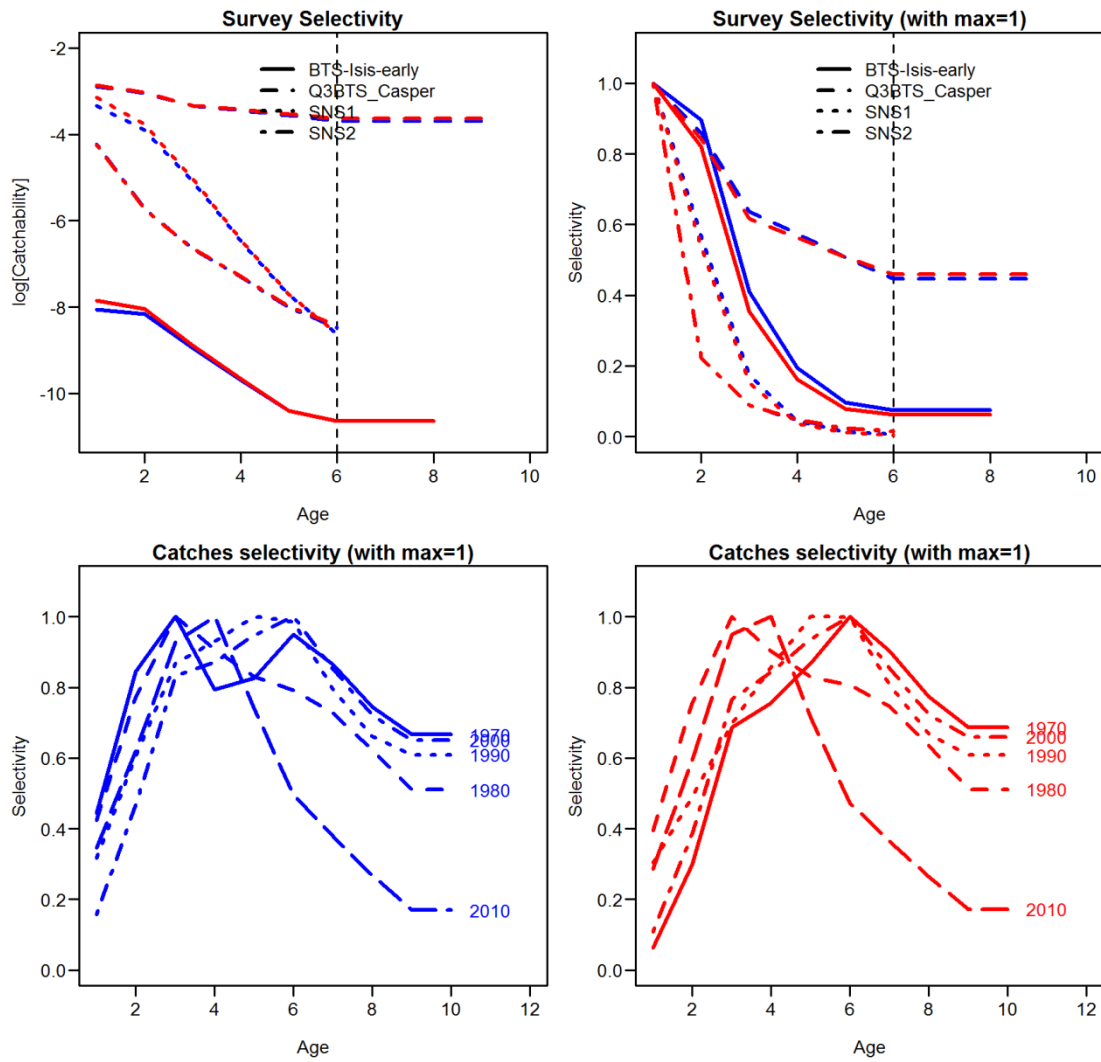 Survey Selectivity
-2
-4
-6
-8
-10
log[Catchability]
BTS-Isis-early
Q3BTS_Casper
SNS1
SNS2
2
4
6
8
10
Age
Survey Selectivity (with max=1)
1.0
0.8
0.6
0.4
0.2
0.0
Selectivity
BTS-Isis-early
Q3BTS_Casper
SNS1
SNS2
2
4
6
8
10
Age
Catches selectivity (with max=1)
1.0
0.8
0.6
0.4
0.2
0.0
Selectivity
1970
2000
1990
1980
2010
2
4
6
8
10
12
Age
Catches selectivity (with max=1)
1.0
0.8
0.6
0.4
0.2
0.0
Selectivity
1970
2000
1990
1980
2010
2
4
6
8
10
12
Age